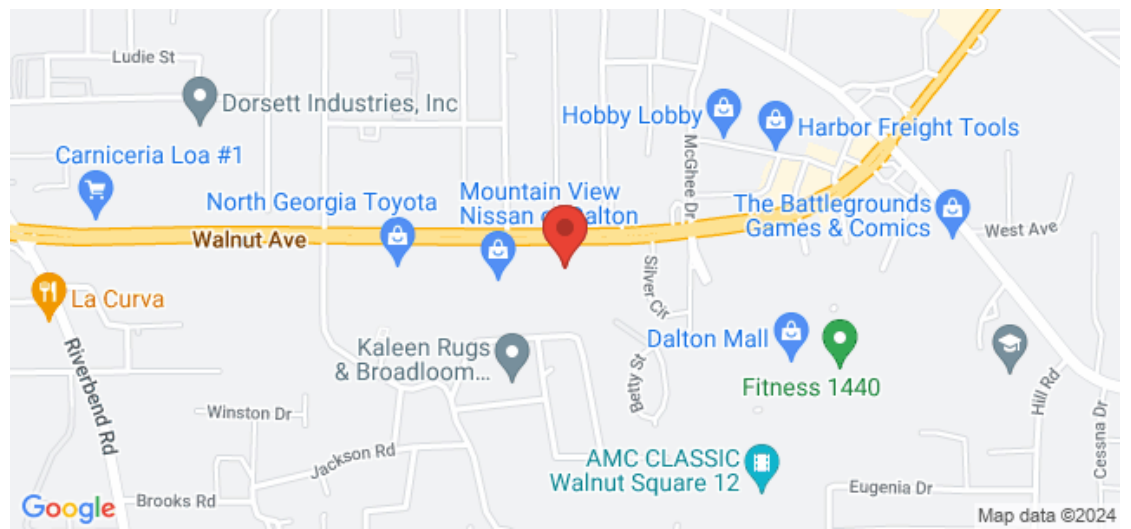 Ludie St
Dorsett Industries, Inc
Hobby Lobby
Harbor Freight Tools
McGhee Dr
Carniceria Loa #1
North Georgia Toyota
Mountain View
Nissan of Dalton
The Battlegrounds
Games & Comics
West Ave
Walnut Ave
Silver Cir
La Curva
Riverbend Rd
Kaleen Rugs
& Broadloom...
Betty St
Dalton Mall
Fitness 1440
Hill Rd
Cessna Dr
Winston Dr
Jackson Rd
AMC CLASSIC
Walnut Square 12
Brooks Rd
Eugenia Dr
Google
Map data ©2024